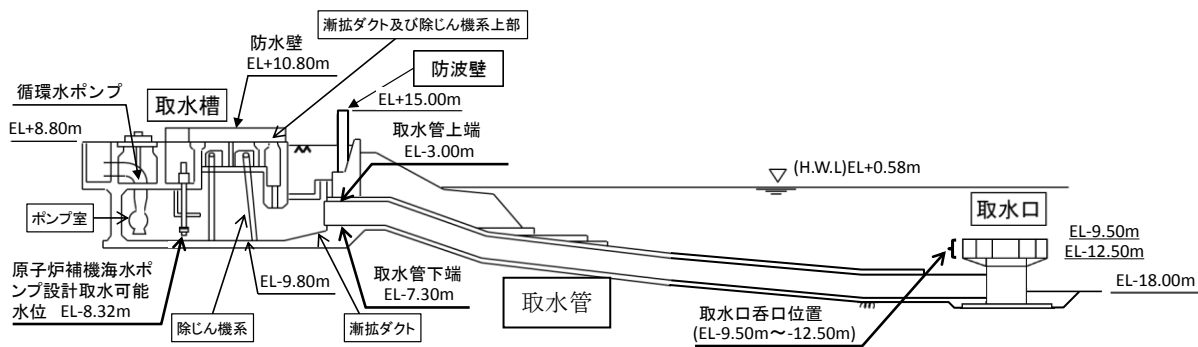 漸拡ダクト及び除じん機系上部
防水壁
EL+10.80m
防波壁
循環水ポンプ
取水槽
EL+15.00m
EL+8.80m
取水管上端
EL-3.00m
(H.W.L)EL+0.58m
取水口
ポンプ室
EL-9.50m
EL-12.50m
原子炉補機海水ポ
ンプ設計取水可能
水位 EL-8.32m
EL-9.80m
取水管下端
EL-7.30m
取水管
EL-18.00m
除じん機系
漸拡ダクト
取水口呑口位置
(EL-9.50m～-12.50m)